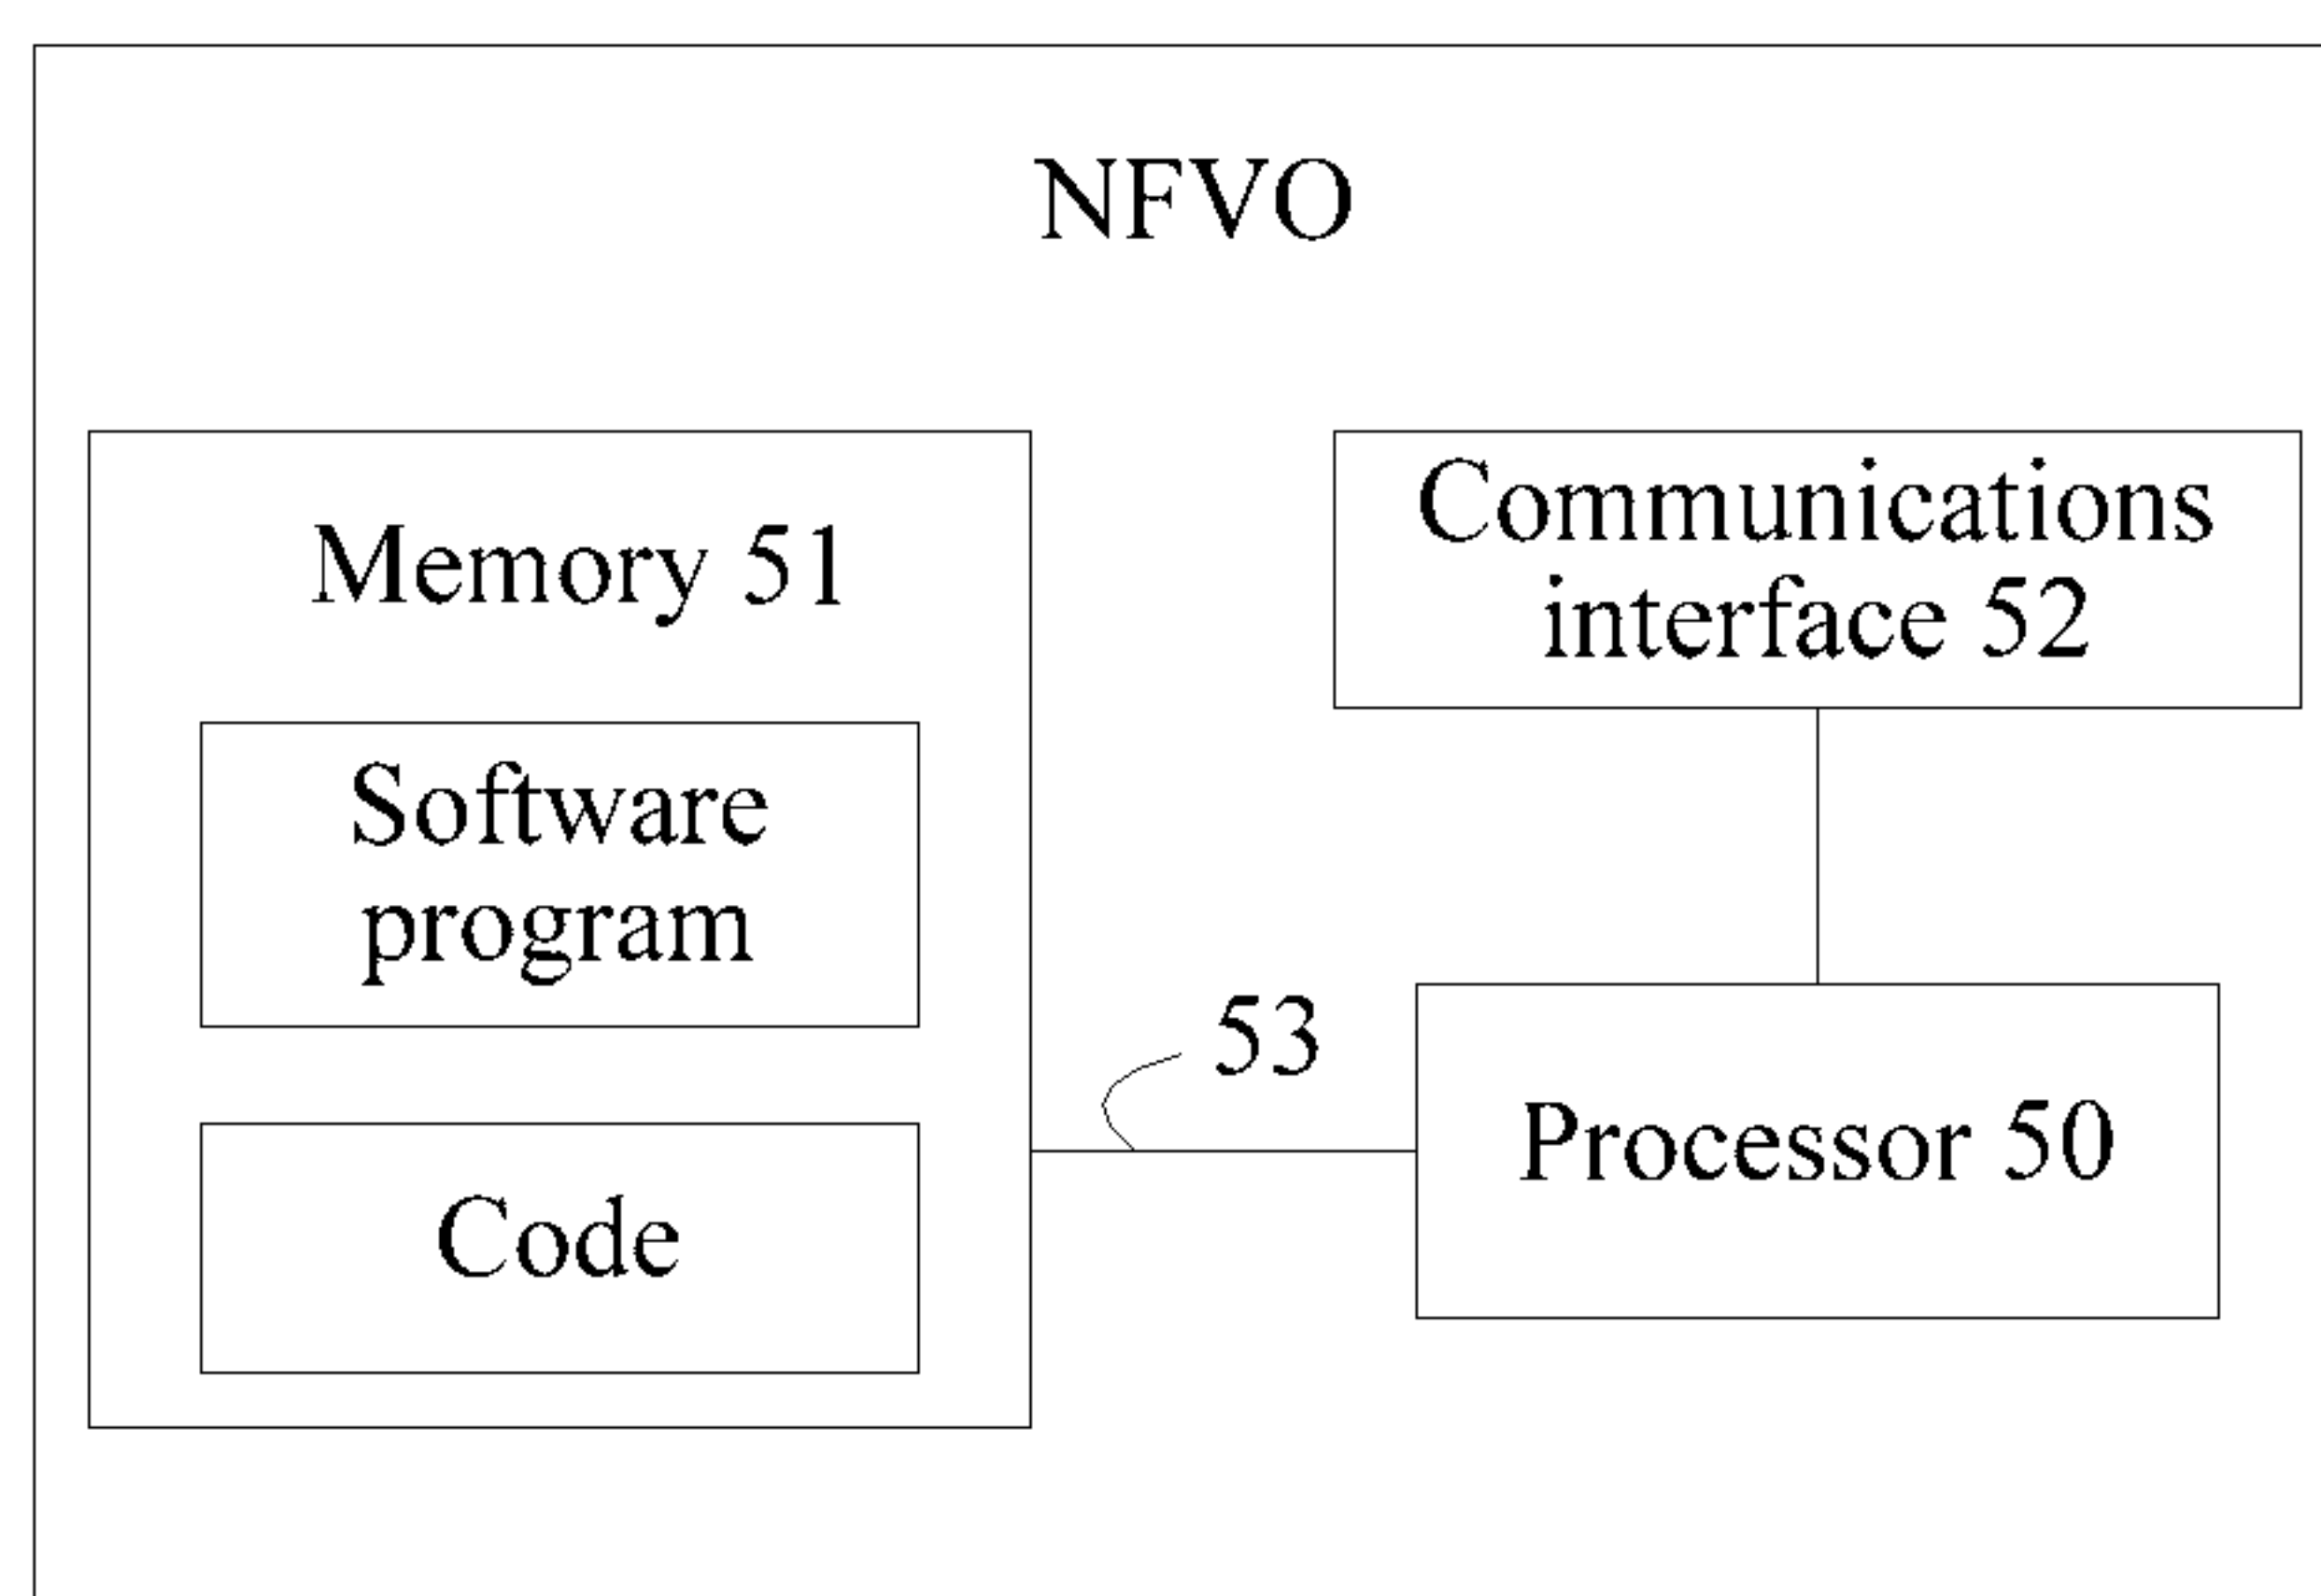 NFVO
Memory 51
Software
program
Code
Communications
interface 52
53
Processor 50